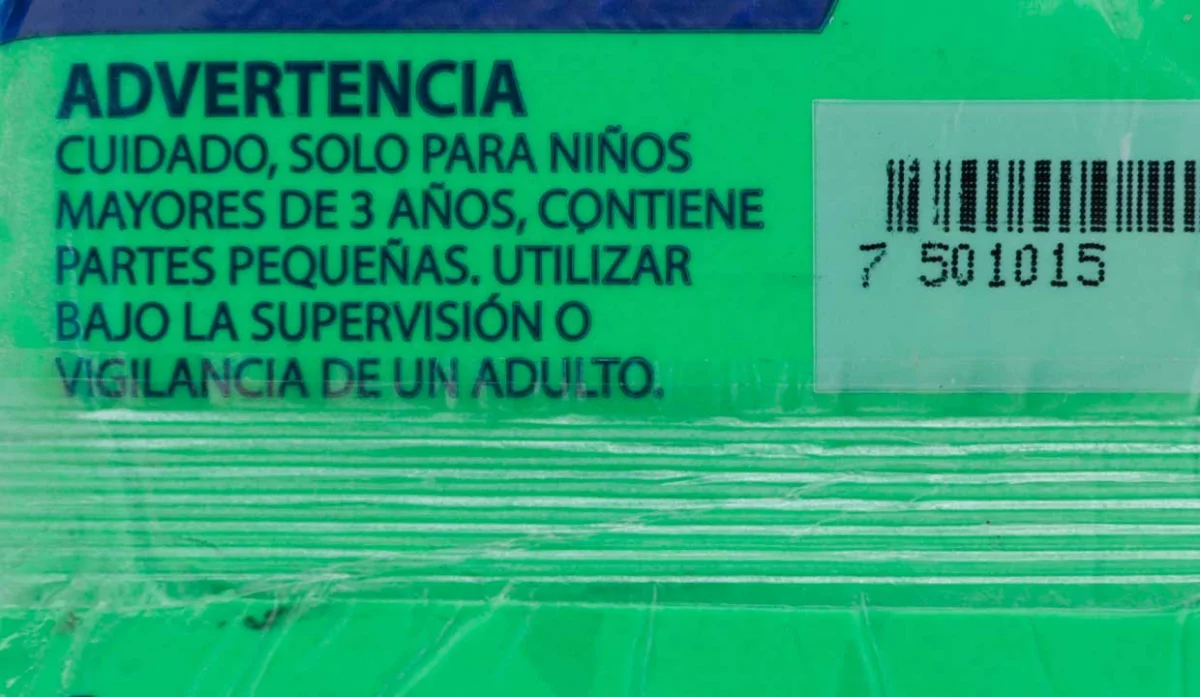 ADVERTENCIA
CUIDADO, SOLO PARA NIÑOS
MAYORES DE 3 AÑOS, CONTIENE
PARTES PEQUEÑAS. UTILIZAR
BAJO LA SUPERVISIÓN O
VIGILANCIA DE UN ADULTO.
7 501015